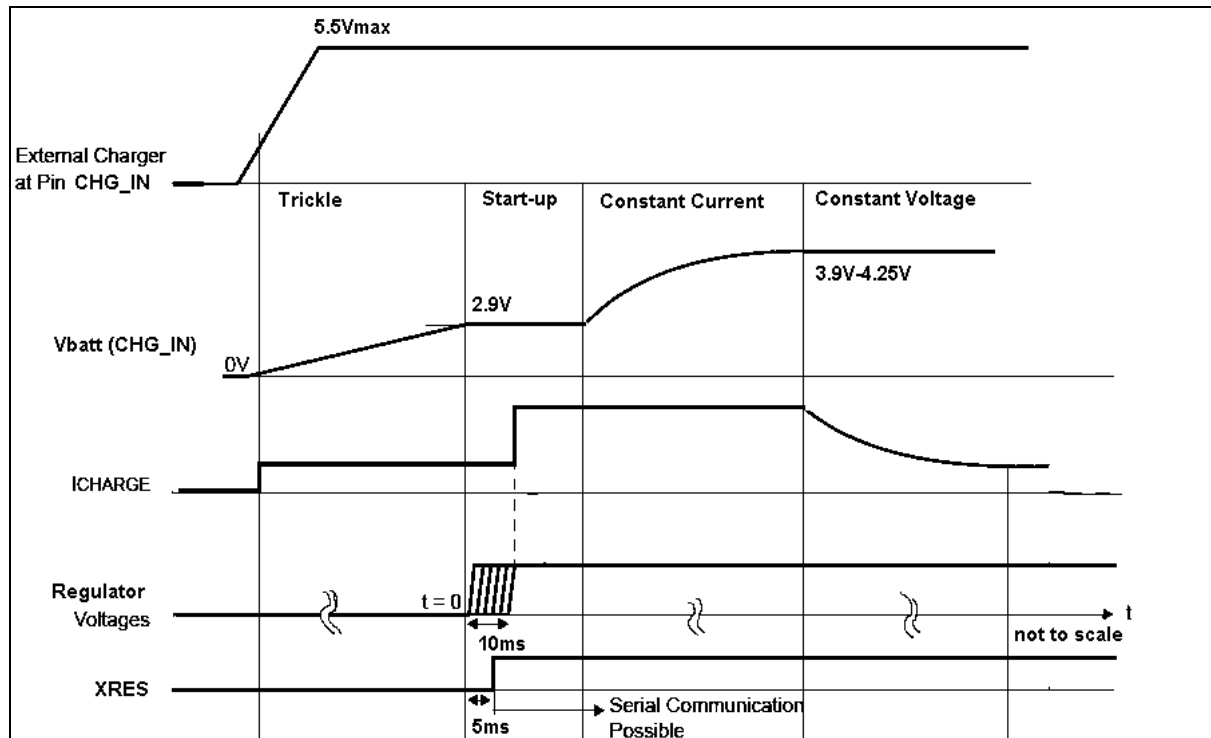 5.5Vmax
External Charger
at Pin CHG_IN
Trickle
Start-up
Constant Current
Constant Voltage
3.9V-4.25V
2.9V
Vbatt (CHG_IN)
0V
ICHARGE
Regulator
Voltages
t = 0
10ms
t
not to scale
XRES
5ms
Serial Communication
Possible